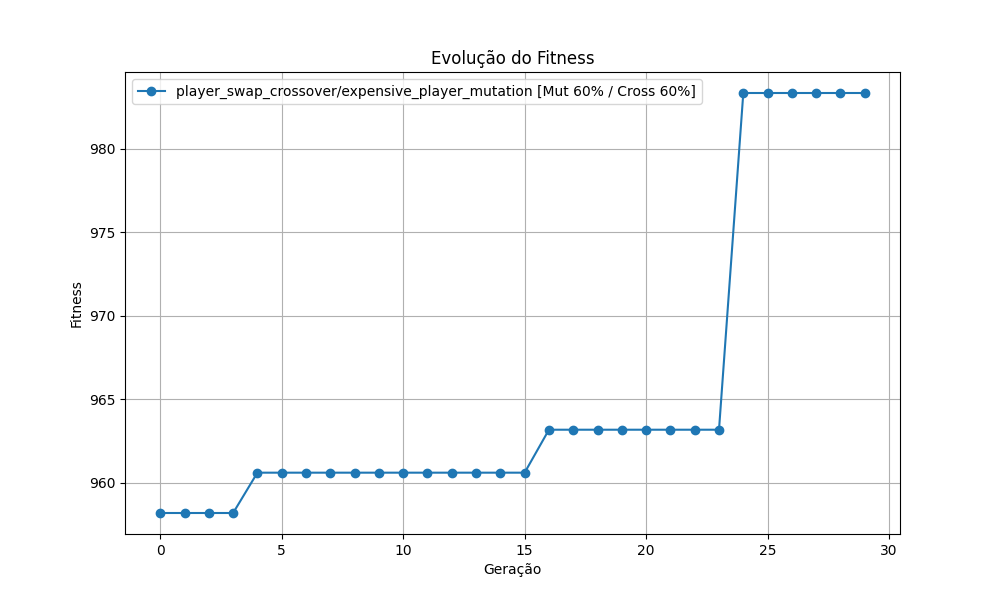 Evolução do Fitness
player_swap_crossover/expensive_player_mutation [Mut 60% / Cross 60%]
Fitness
980
975
970
965
960
0 5 10 15 20 25 30
Geração